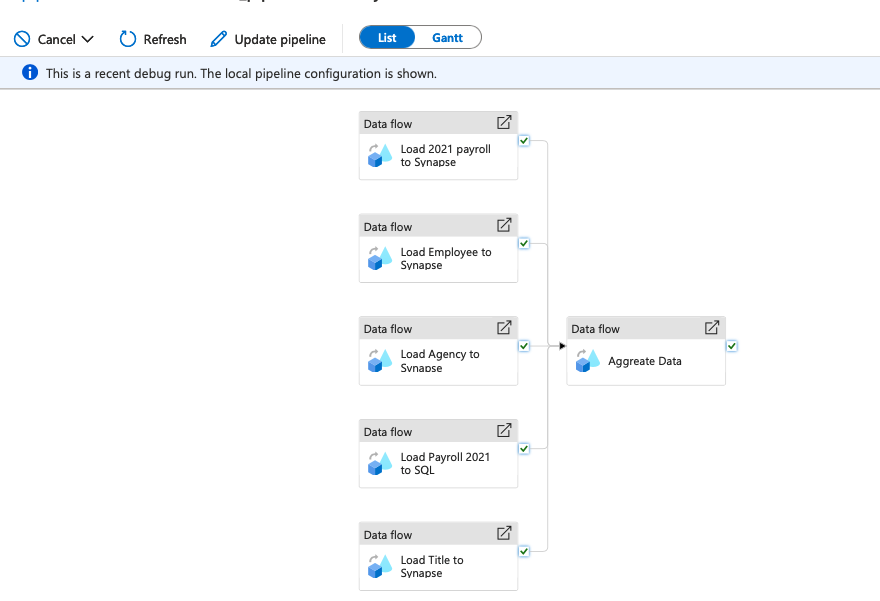 Cancel Refresh Update pipeline List Gantt
This is a recent debug run. The local pipeline configuration is shown.
Data flow
Load 2021 payroll
to Synapse
Data flow
Load Employee to
Synapse
Data flow
Load Agency to
Synapse
Data flow
Aggreate Data
Data flow
Load Payroll 2021
to SQL
Data flow
Load Title to
Synapse